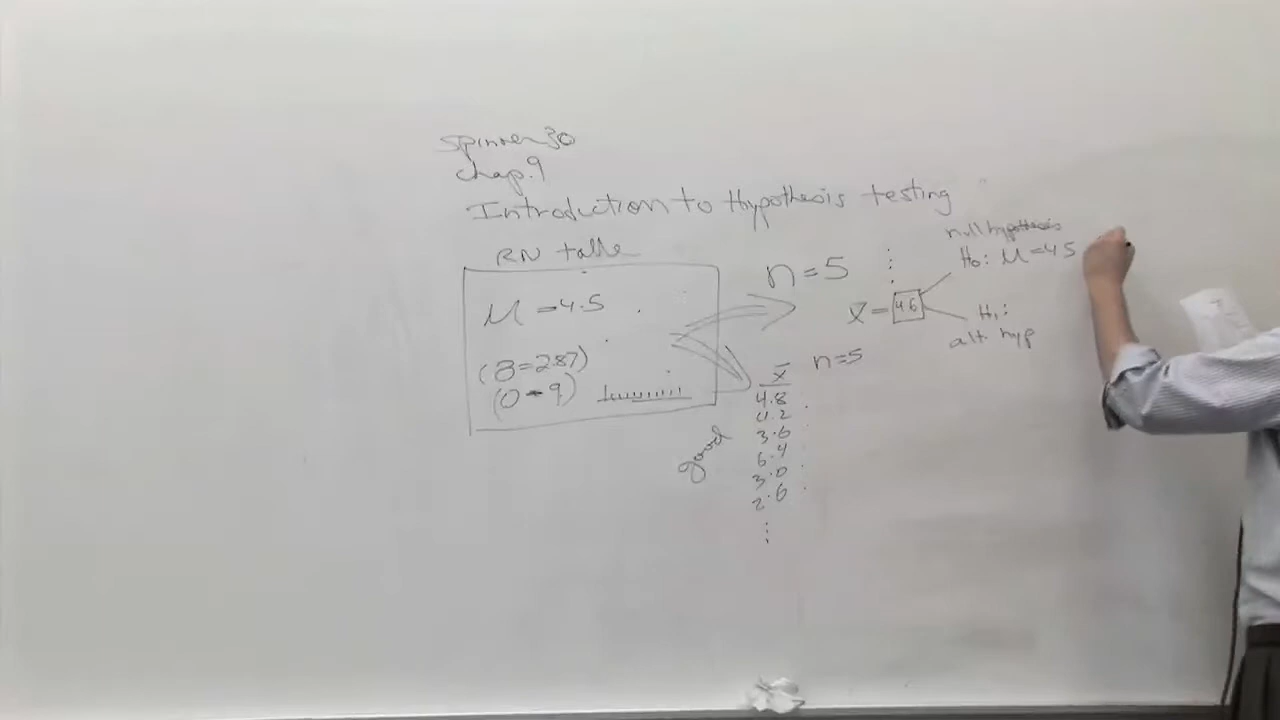 Spinner 30
chap. 9
Introduction to Hypothesis testing
RN table
μ = 4.5
(σ = 2.87)
(0 - 9)
n = 5
⋮
x̄ = 4.6
null hypothesis
H₀: μ = 4.5
H₁:
alt. hyp
n = 5
x̄
4.8
4.2
3.6
6.4
3.0
2.6
⋮
good